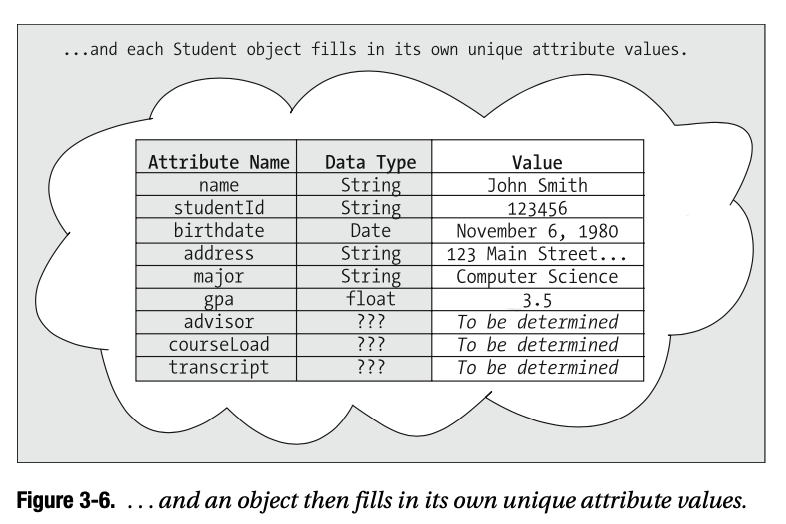 ...and each Student object fills in its own unique attribute values.
Attribute Name Data Type Value
name String John Smith
studentId String 123456
birthdate Date November 6, 1980
address String 123 Main Street...
major String Computer Science
gpa float 3.5
advisor ??? To be determined
courseLoad ??? To be determined
transcript ??? To be determined
Figure 3-6. ... and an object then fills in its own unique attribute values.